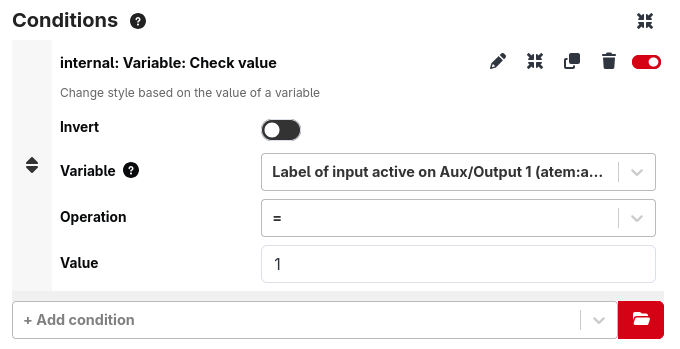 Conditions ?
internal: Variable: Check value
Change style based on the value of a variable
Invert
Variable ? Label of input active on Aux/Output 1 (atem:a...
Operation =
Value 1
+ Add condition